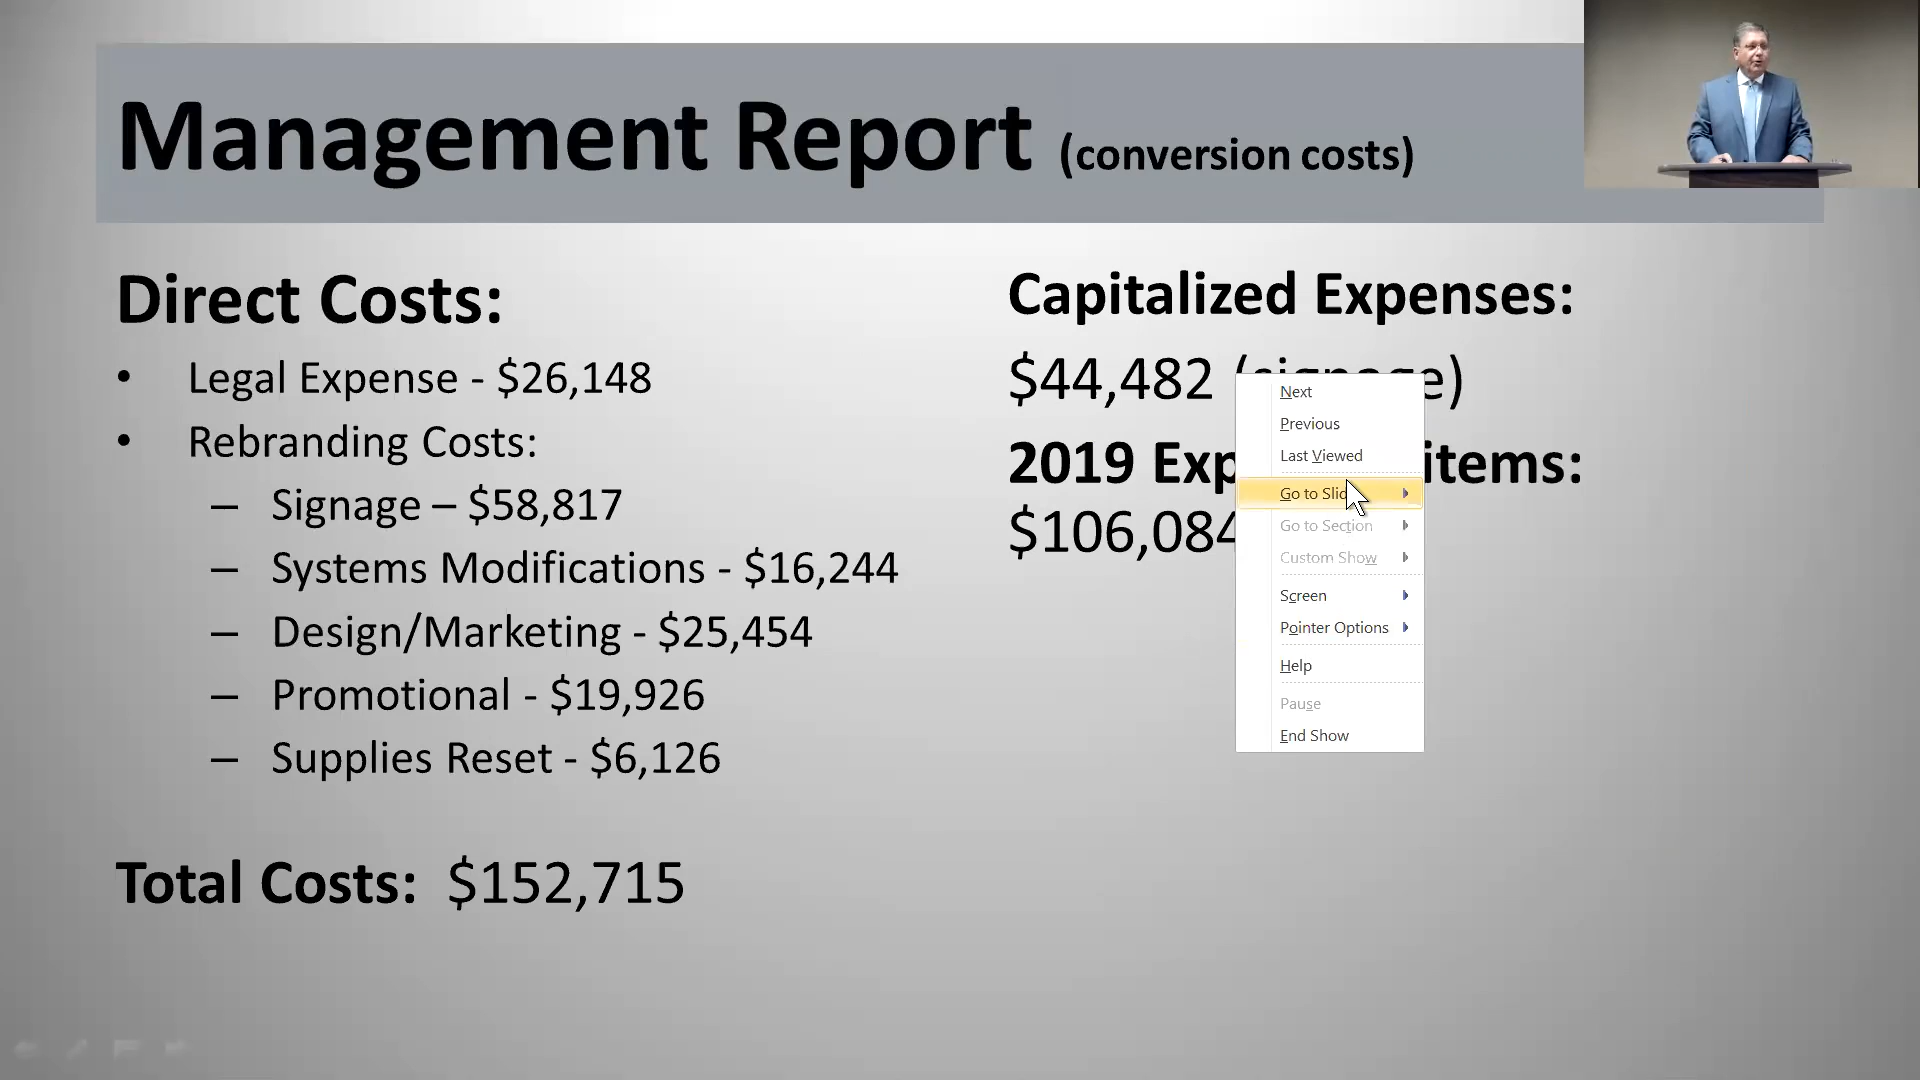 Management Report (conversion costs)
Direct Costs:
• Legal Expense - $26,148
• Rebranding Costs:
– Signage – $58,817
– Systems Modifications - $16,244
– Design/Marketing - $25,454
– Promotional - $19,926
– Supplies Reset - $6,126
Total Costs: $152,715
Capitalized Expenses:
$44,482 (signage)
2019 items:
$106,084
Next
Previous
Last Viewed
Go to Slid
Go to Section
Custom Show
Screen
Pointer Options
Help
Pause
End Show